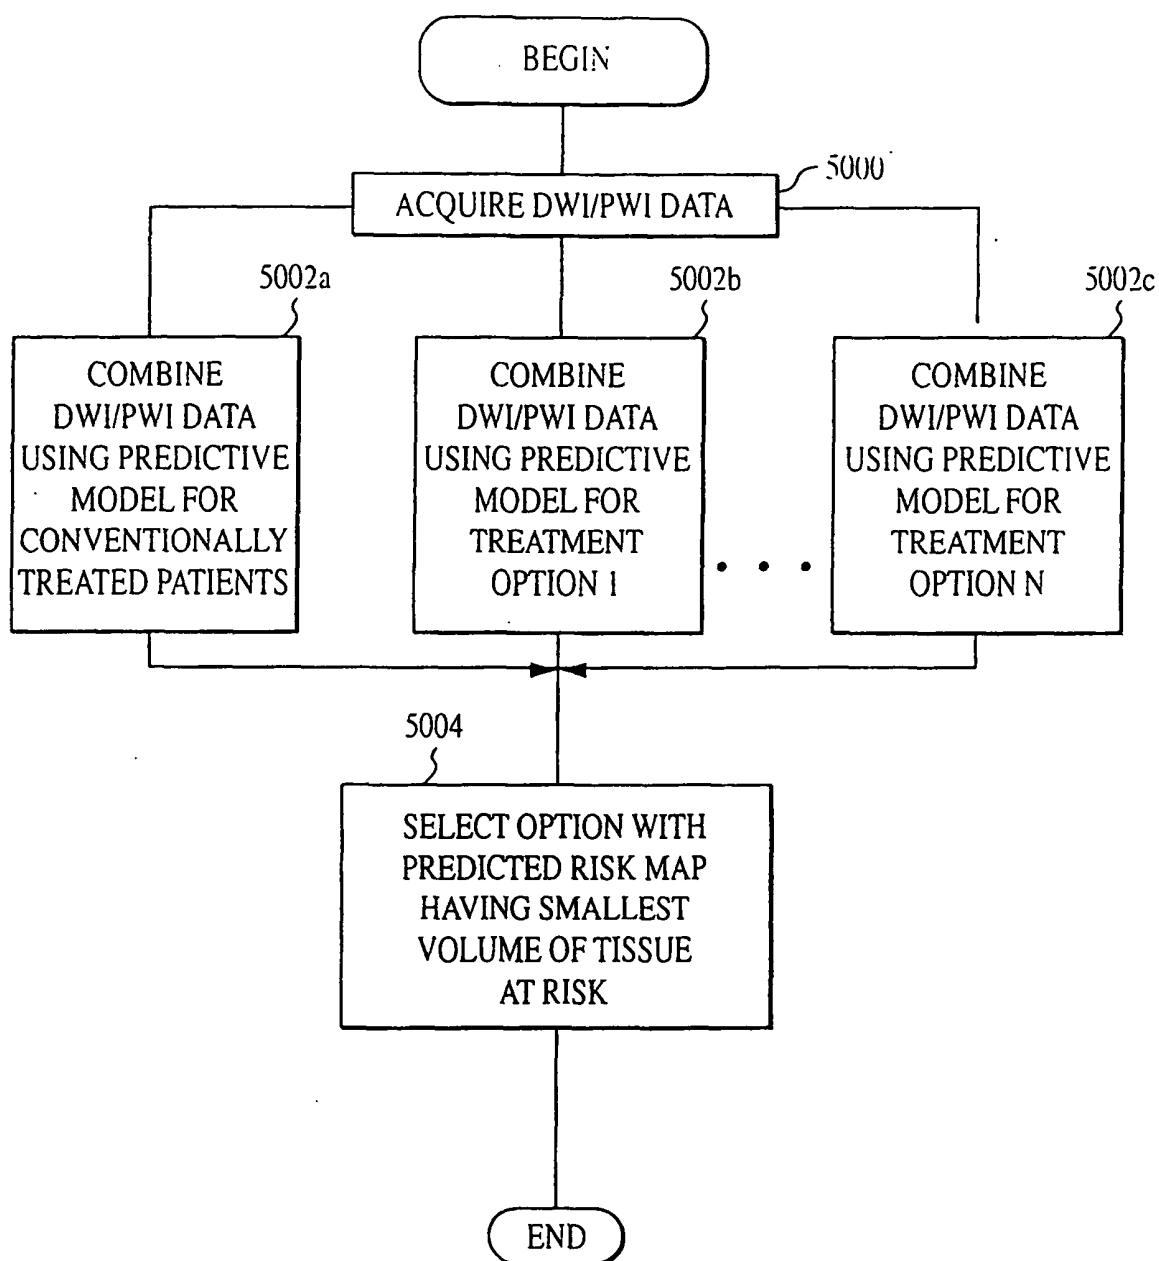 BEGIN
5000
ACQUIRE DWI/PWI DATA
5002a
COMBINE
DWI/PWI DATA
USING PREDICTIVE
MODEL FOR
CONVENTIONALLY
TREATED PATIENTS
5002b
COMBINE
DWI/PWI DATA
USING PREDICTIVE
MODEL FOR
TREATMENT
OPTION 1
5002c
COMBINE
DWI/PWI DATA
USING PREDICTIVE
MODEL FOR
TREATMENT
OPTION N
5004
SELECT OPTION WITH
PREDICTED RISK MAP
HAVING SMALLEST
VOLUME OF TISSUE
AT RISK
END